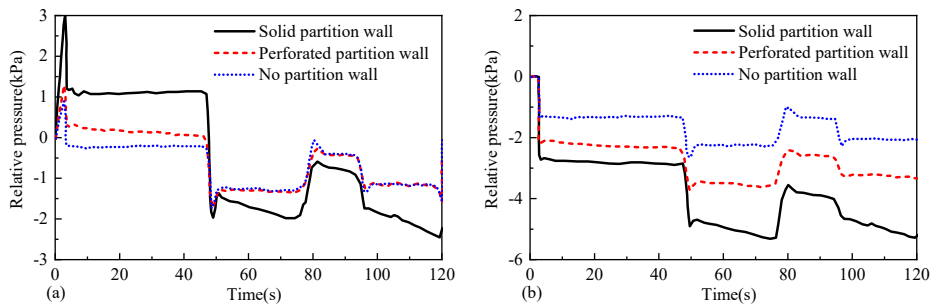 3
2
1
0
-1
-2
-3
Relative pressure(kPa)
Solid partition wall
Perforated partition wall
No partition wall
0 20 40 60 80 100 120
(a) Time(s)
0
-2
-4
-6
Relative pressure(kPa)
Solid partition wall
Perforated partition wall
No partition wall
0 20 40 60 80 100 120
(b) Time(s)